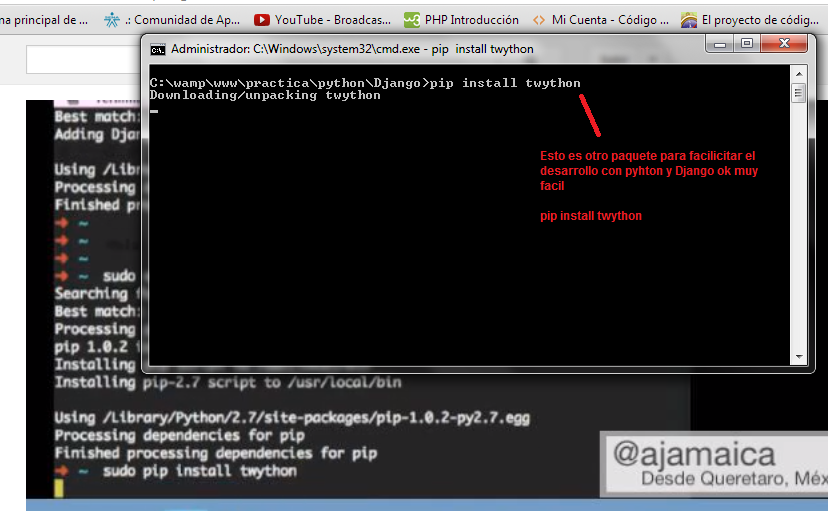 na principal de ... .: Comunidad de Ap... YouTube - Broadcas... PHP Introducción Mi Cuenta - Código ... El proyecto de códig...
Administrador: C:\Windows\system32\cmd.exe - pip install twython
C:\wamp\www\practica\python\Django>pip install twython
Downloading/unpacking twython
Esto es otro paquete para facilicitar el
desarrollo con pyhton y Django ok muy
facil
pip install twython
Best match:
Adding Djan
Using /Libr
Processing
Finished pr
~
~
~
~ sudo
Searching
Best match:
Processing
pip 1.0.2
Installing
Installing pip-2.7 script to /usr/local/bin
Using /Library/Python/2.7/site-packages/pip-1.0.2-py2.7.egg
Processing dependencies for pip
Finished processing dependencies for pip
~ sudo pip install twython
@ajamaica
Desde Queretaro, Méx